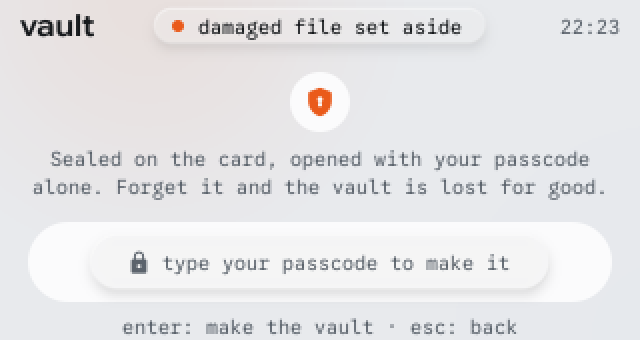 vault
damaged file set aside
22:23
Sealed on the card, opened with your passcode
alone. Forget it and the vault is lost for good.
type your passcode to make it
enter: make the vault · esc: back